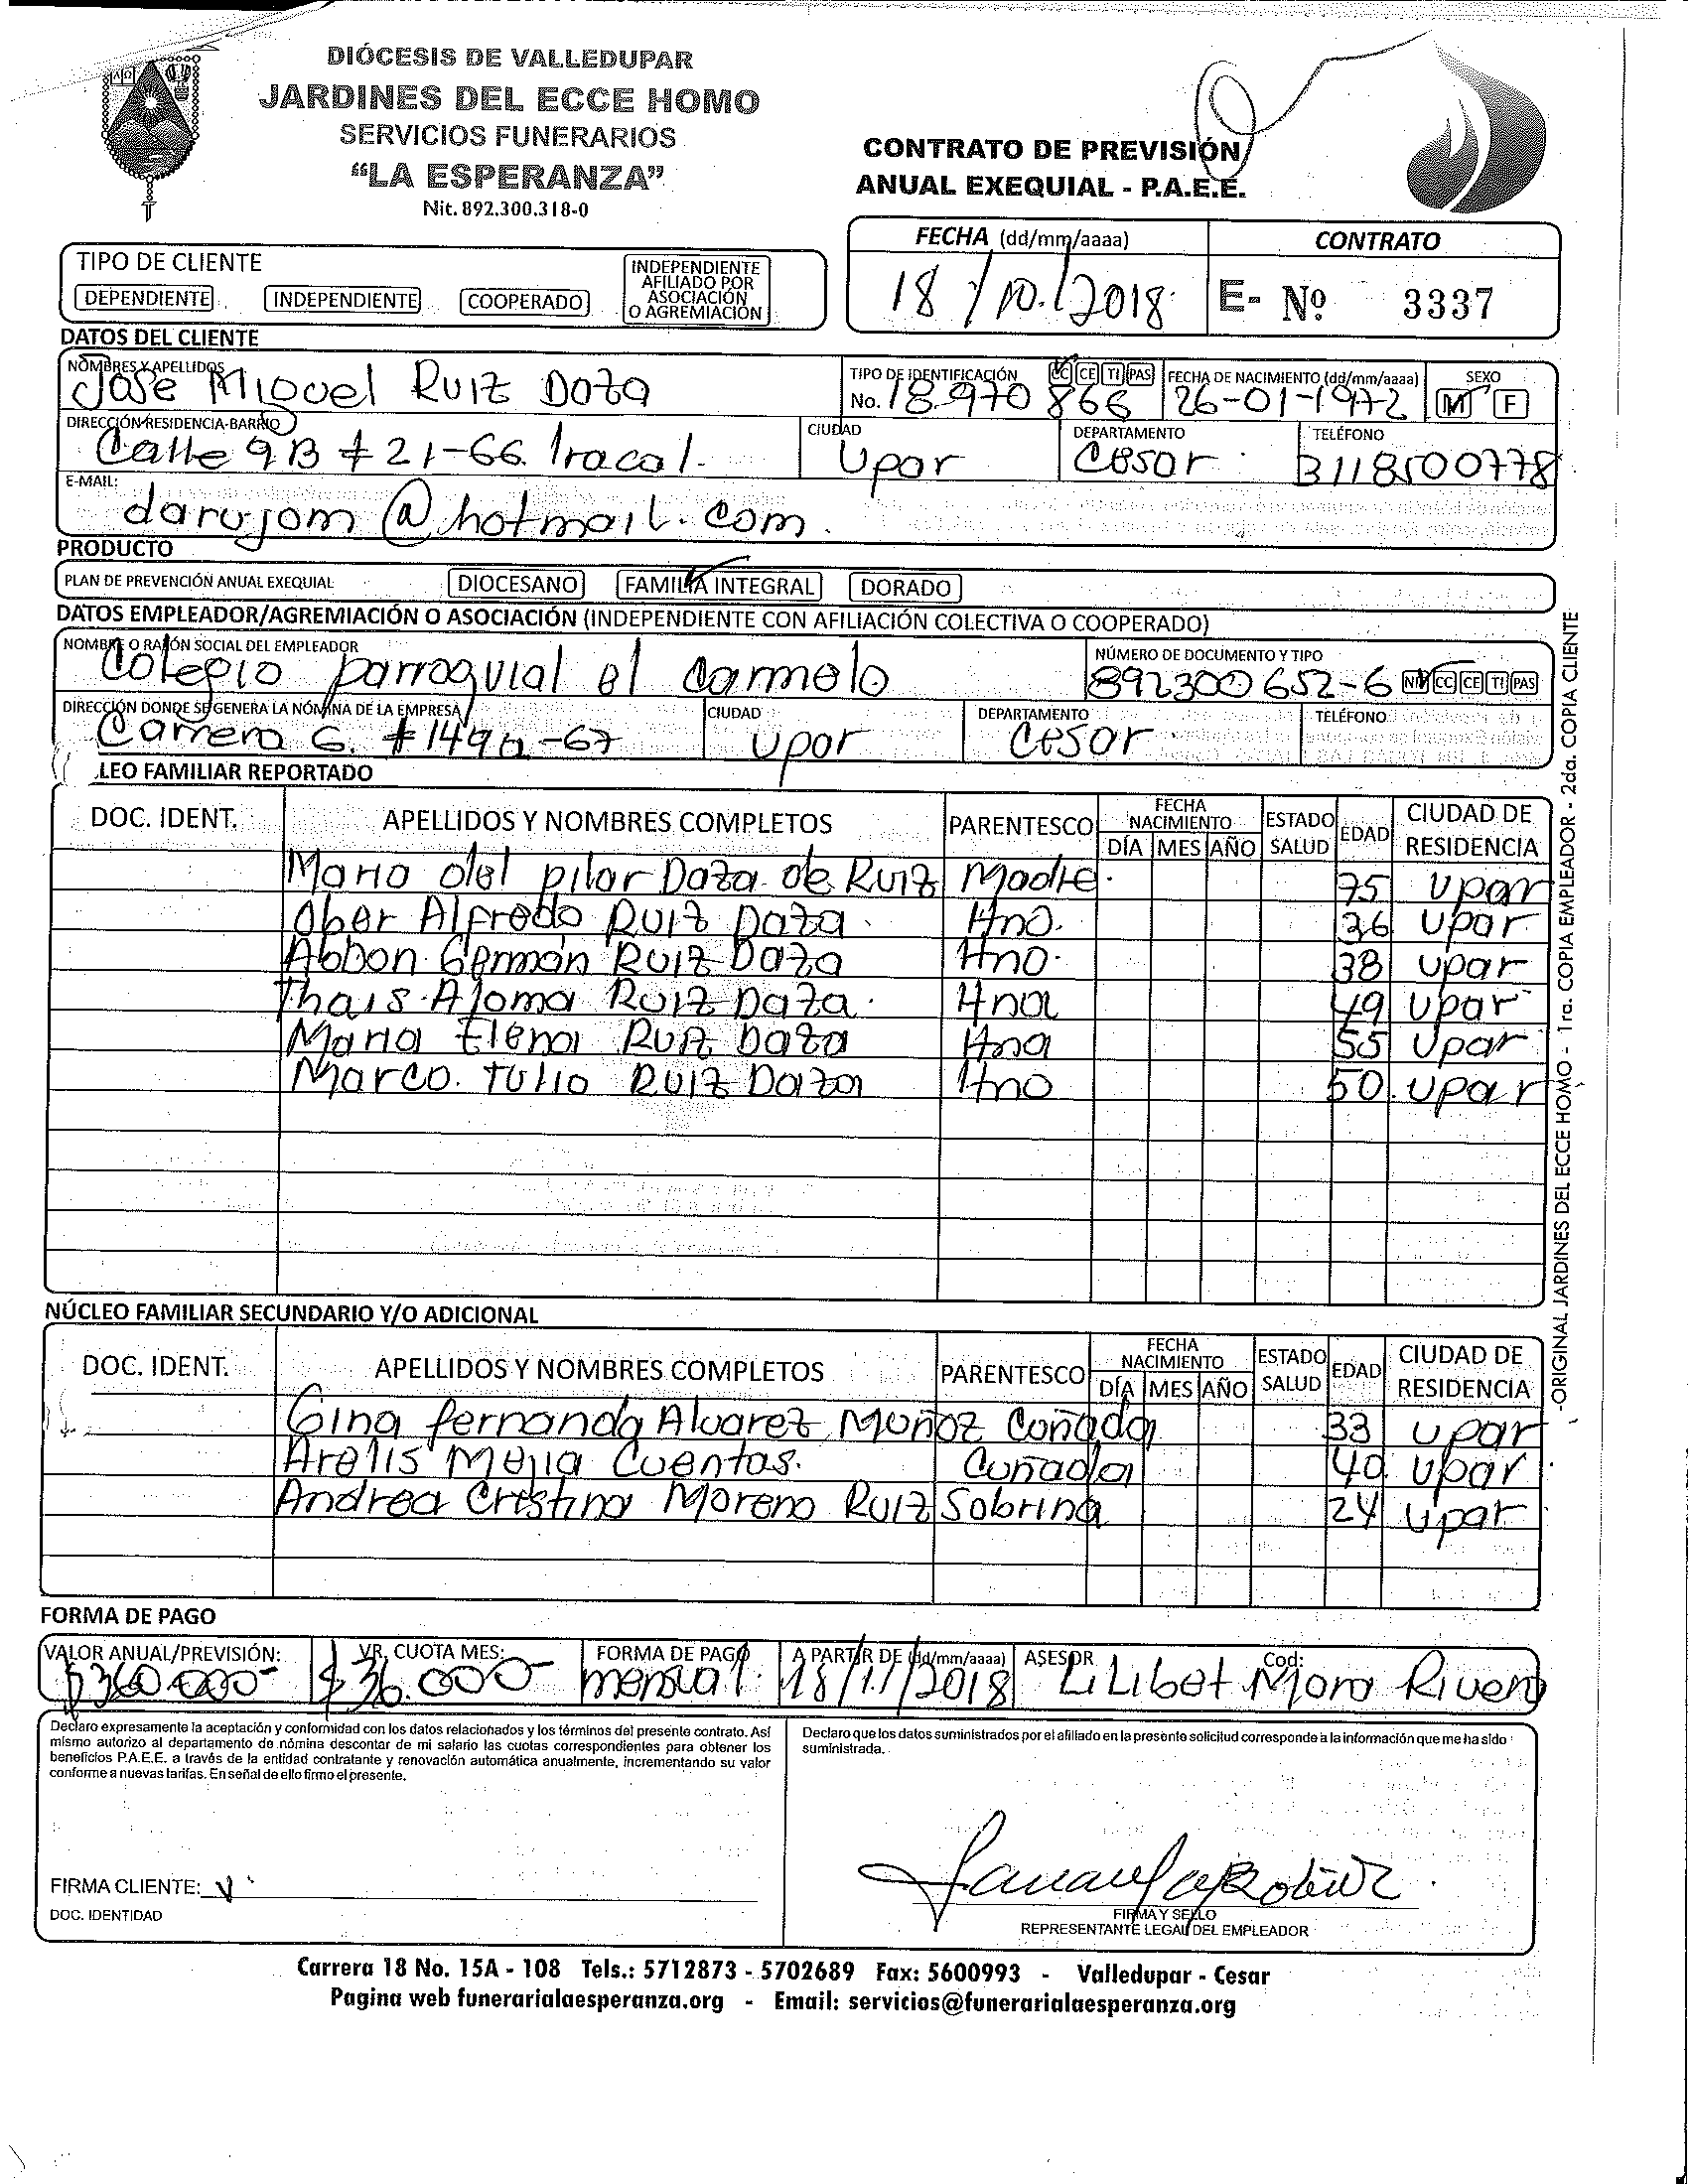 DIÓCESIS DE VALLEDUPAR
JARDINES DEL ECCE HOMO
SERVICIOS FUNERARIOS
“LA ESPERANZA”
Nit. 892.300.318-0
CONTRATO DE PREVISIÓN
ANUAL EXEQUIAL - P.A.E.E.
FECHA (dd/mm/aaaa) CONTRATO
18/10/2018 E- Nº 3337
TIPO DE CLIENTE
DEPENDIENTE INDEPENDIENTE COOPERADO INDEPENDIENTE AFILIADO POR ASOCIACIÓN O AGREMIACIÓN
DATOS DEL CLIENTE
NOMBRES Y APELLIDOS TIPO DE IDENTIFICACIÓN CC CE TI PAS FECHA DE NACIMIENTO (dd/mm/aaaa) SEXO
Jose Miguel Ruiz Daza No. 18.970866 26-01-1972 M F
DIRECCIÓN RESIDENCIA-BARRIO CIUDAD DEPARTAMENTO TELÉFONO
Calle 9B # 21-66. Iracal. Upar Cesar 3118500778
E-MAIL:
darujom@hotmail.com.
PRODUCTO
PLAN DE PREVENCIÓN ANUAL EXEQUIAL DIOCESANO FAMILIA INTEGRAL DORADO
DATOS EMPLEADOR/AGREMIACIÓN O ASOCIACIÓN (INDEPENDIENTE CON AFILIACIÓN COLECTIVA O COOPERADO)
NOMBRE O RAZÓN SOCIAL DEL EMPLEADOR NÚMERO DE DOCUMENTO Y TIPO
Colegio parroquial el Carmelo 892300652-6 NIT CC CE TI PAS
DIRECCIÓN DONDE SE GENERA LA NÓMINA DE LA EMPRESA CIUDAD DEPARTAMENTO TELÉFONO
Carrera 6. -67 Upar Cesar
LEO FAMILIAR REPORTADO
DOC. IDENT. APELLIDOS Y NOMBRES COMPLETOS PARENTESCO FECHA NACIMIENTO DÍA MES AÑO ESTADO SALUD EDAD CIUDAD DE RESIDENCIA
Maria del pilar Daza de Ruiz Madre. 75 Upar
Ober Alfredo Ruiz Daza. Hno. 36 Upar
Abdon Germán Ruiz Daza Hno. 38 Upar
Thais Aloma Ruiz Daza. Hna 49 Upar
Maria Elena Ruiz Daza Hna 55 Upar
Marco. Tulio Ruiz Daza Hno 50. Upar
NÚCLEO FAMILIAR SECUNDARIO Y/O ADICIONAL
DOC. IDENT. APELLIDOS Y NOMBRES COMPLETOS PARENTESCO FECHA NACIMIENTO DÍA MES AÑO ESTADO SALUD EDAD CIUDAD DE RESIDENCIA
Gina fernanda Alvarez Muñoz Coñada 33 Upar
Arelis Mejia Cuentas. Cuñada 40 Upar
Andrea Cristina Moreno Ruiz Sobrina 24 Upar
FORMA DE PAGO
VALOR ANUAL/PREVISIÓN: VR. CUOTA MES: FORMA DE PAGO A PARTIR DE (dd/mm/aaaa) ASESOR Cod:
$360.000- $36.000- mensual. 18/11/2018 Lilibet Mora Rivera
Declaro expresamente la aceptación y conformidad con los datos relacionados y los términos del presente contrato. Así
mismo autorizo al departamento de nómina descontar de mi salario las cuotas correspondientes para obtener los
beneficios P.A.E.E. a través de la entidad contratante y renovación automática anualmente, incrementando su valor
conforme a nuevas tarifas. En señal de ello firmo el presente.
Declaro que los datos suministrados por el afiliado en la presente solicitud corresponde a la información que me ha sido
suministrada.
FIRMA CLIENTE:
DOC. IDENTIDAD
FIRMA Y SELLO
REPRESENTANTE LEGAL DEL EMPLEADOR
Carrera 18 No. 15A - 108 Tels.: 5712873 - 5702689 Fax: 5600993 - Valledupar - Cesar
Pagina web funerarialaesperanza.org - Email: servicios@funerarialaesperanza.org
-ORIGINAL JARDINES DEL ECCE HOMO - 1ra. COPIA EMPLEADOR - 2da. COPIA CLIENTE